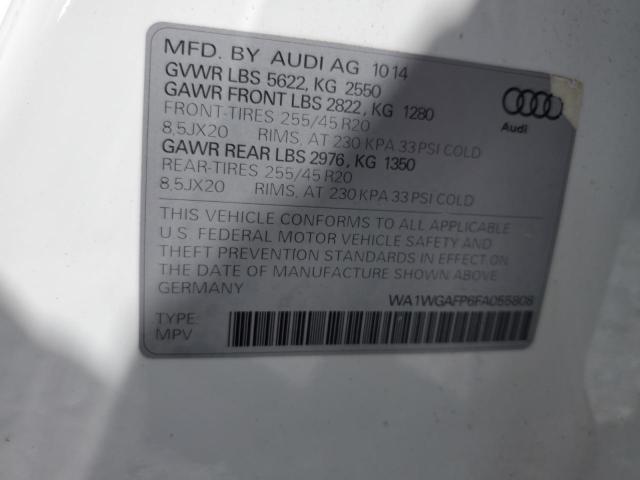 MFD. BY AUDI AG 10 14
GVWR LBS 5622, KG 2550
GAWR FRONT LBS 2822, KG 1280
FRONT-TIRES 255/45 R20
8,5JX20 RIMS, AT 230 KPA 33 PSI COLD
GAWR REAR LBS 2976, KG 1350
REAR-TIRES 255/45 R20
8,5JX20 RIMS, AT 230 KPA 33 PSI COLD
Audi
THIS VEHICLE CONFORMS TO ALL APPLICABLE
U.S. FEDERAL MOTOR VEHICLE SAFETY AND
THEFT PREVENTION STANDARDS IN EFFECT ON
THE DATE OF MANUFACTURE SHOWN ABOVE
GERMANY
WA1WGAFP6FA055808
TYPE:
MPV